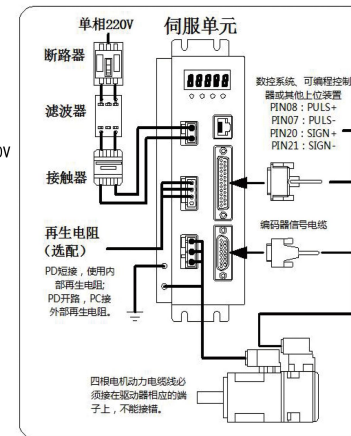 单相220V
伺服单元
断路器
滤波器
接触器
0V
数控系统、可编程控制
器或其他上位装置
PIN08：PULS+
PIN07：PULS-
PIN20：SIGN+
PIN21：SIGN-
编码器信号电缆
再生电阻
（选配）
PD短接，使用内
部再生电阻;
PD开路，PC接
外部再生电阻。
四根电机动力电缆线必
须接在驱动器相应的端
子上，不能接错。